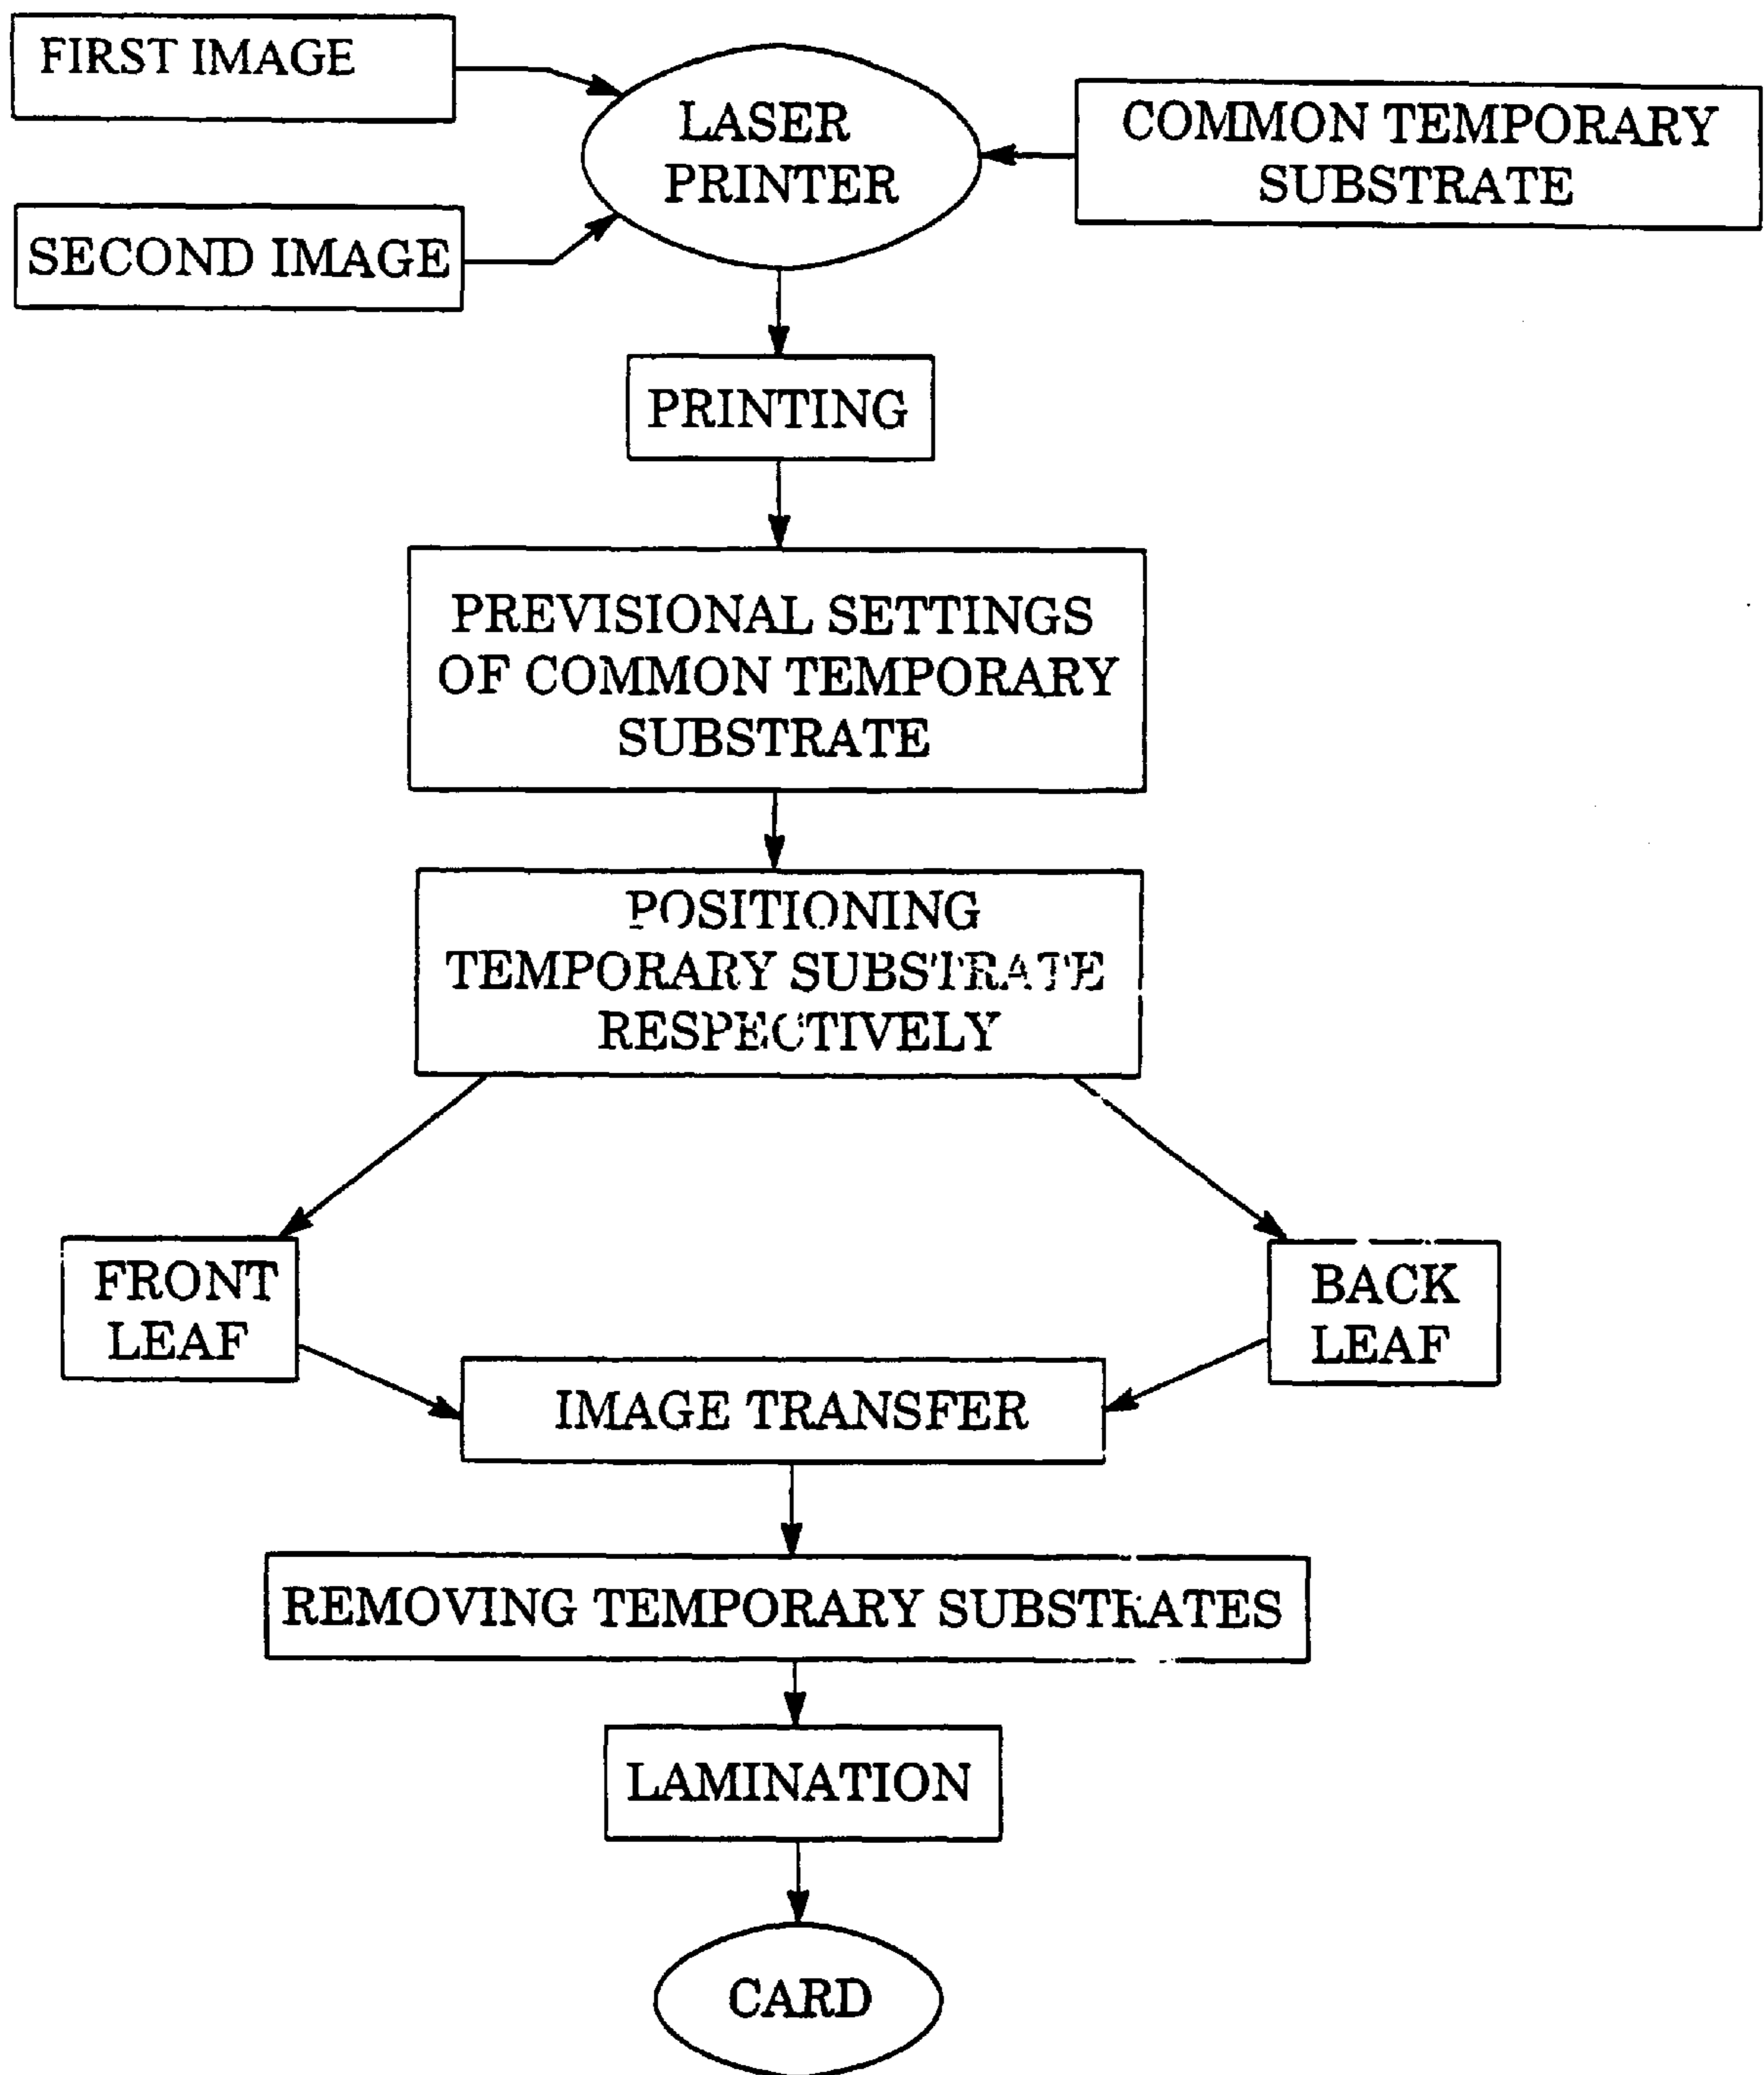 FIRST IMAGE
LASER
PRINTER
COMMON TEMPORARY
SUBSTRATE
SECOND IMAGE
PRINTING
PREVISIONAL SETTINGS
OF COMMON TEMPORARY
SUBSTRATE
POSITIONING
TEMPORARY SUBSTRATE
RESPECTIVELY
FRONT
LEAF
BACK
LEAF
IMAGE TRANSFER
REMOVING TEMPORARY SUBSTRATES
LAMINATION
CARD